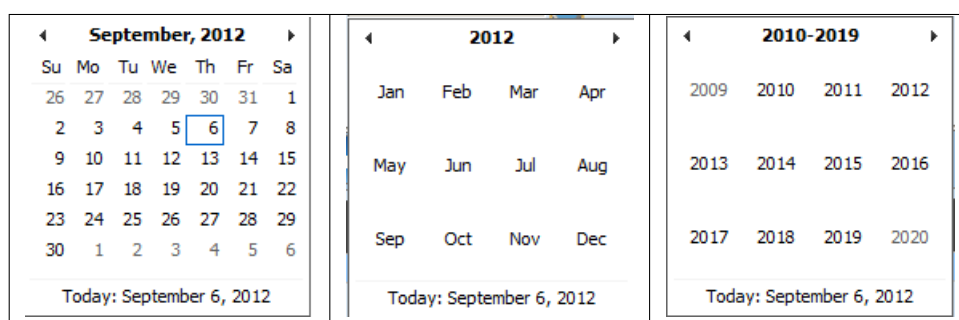 September, 2012
Su Mo Tu We Th Fr Sa
26 27 28 29 30 31 1
2 3 4 5 6 7 8
9 10 11 12 13 14 15
16 17 18 19 20 21 22
23 24 25 26 27 28 29
30 1 2 3 4 5 6
Today: September 6, 2012
2012
Jan Feb Mar Apr
May Jun Jul Aug
Sep Oct Nov Dec
Today: September 6, 2012
2010-2019
2009 2010 2011 2012
2013 2014 2015 2016
2017 2018 2019 2020
Today: September 6, 2012